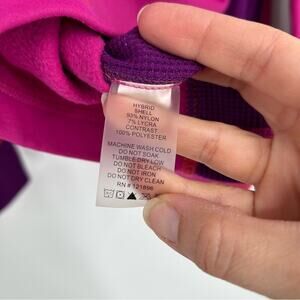 HYBRID
SHELL
93% NYLON
7% LYCRA
CONTRAST
100% POLYESTER
MACHINE WASH COLD
DO NOT SOAK
TUMBLE DRY LOW
DO NOT BLEACH
DO NOT IRON
DO NOT DRY CLEAN
RN# 121896